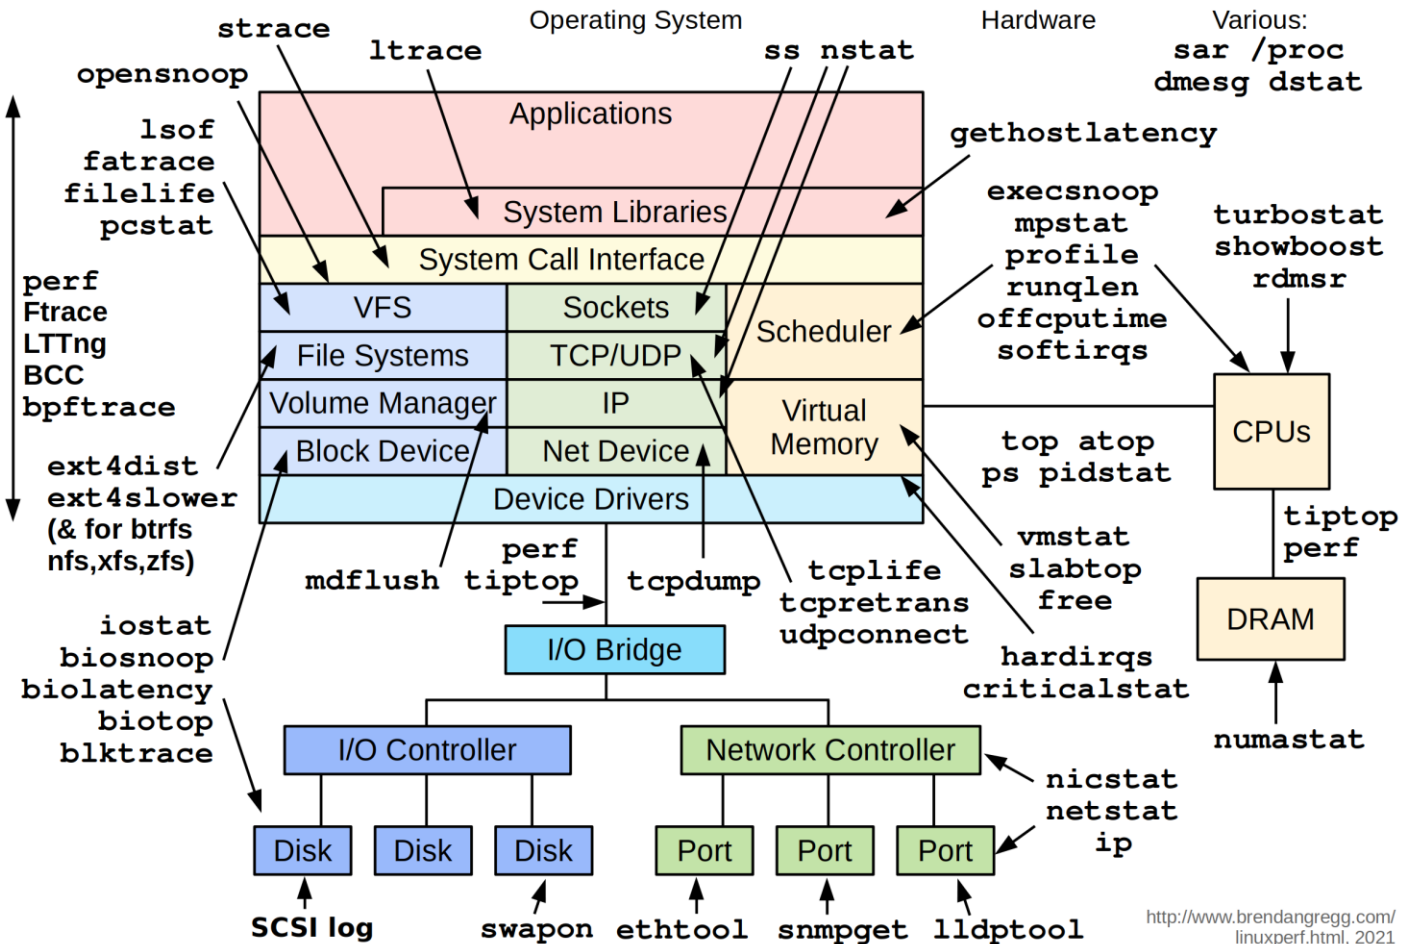 Operating System
Hardware
Various:
strace
ltrace
ss nstat
sar /proc
dmesg dstat
opensnoop
Applications
gethostlatency
lsof
fatrace
filelife
pcstat
System Libraries
execsnoop
mpstat
profile
runqlen
offcputime
softirqs
turbostat
showboost
rdmsr
System Call Interface
perf
Ftrace
LTTng
BCC
bpftrace
VFS
Sockets
Scheduler
File Systems
TCP/UDP
Volume Manager
IP
Virtual
Memory
CPUs
Block Device
Net Device
top atop
ps pidstat
ext4dist
ext4slower
(& for btrfs
nfs,xfs,zfs)
Device Drivers
tiptop
perf
perf
tiptop
mdflush
tcpdump
tcplife
tcpretrans
udpconnect
vmstat
slabtop
free
DRAM
iostat
biosnoop
biolatency
biotop
blktrace
I/O Bridge
hardirqs
criticalstat
numastat
I/O Controller
Network Controller
nicstat
netstat
ip
Disk
Disk
Disk
Port
Port
Port
SCSI log
swapon
ethtool
snmpget
lldptool
http://www.brendangregg.com/
linuxperf.html, 2021